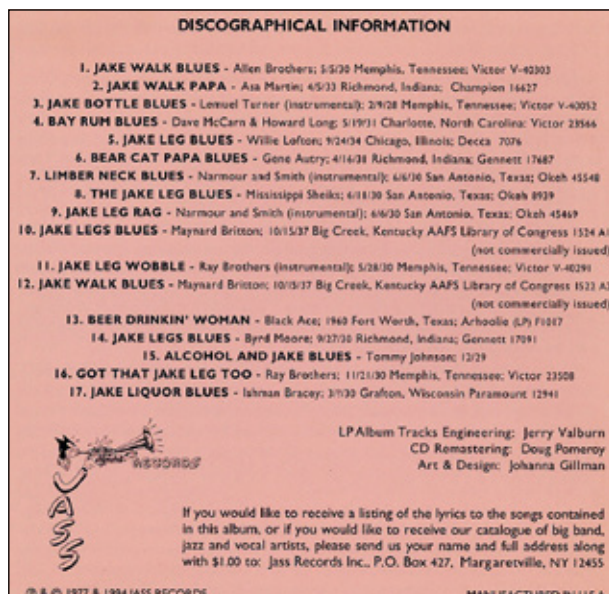 DISCOGRAPHICAL INFORMATION
1. JAKE WALK BLUES - Allen Brothers; 5/5/30 Memphis, Tennessee; Victor V-40303
2. JAKE WALK PAPA - Asa Martin; 4/5/33 Richmond, Indiana; Champion 16627
3. JAKE BOTTLE BLUES - Lemuel Turner (instrumental); 2/9/28 Memphis, Tennessee; Victor V-40052
4. BAY RUM BLUES - Dave McCarn & Howard Long; 5/19/31 Charlotte, North Carolina; Victor 23566
5. JAKE LEG BLUES - Willie Lofton; 9/24/34 Chicago, Illinois; Decca 7076
6. BEAR CAT PAPA BLUES - Gene Autry; 4/16/38 Richmond, Indiana; Gennett 17687
7. LIMBER NECK BLUES - Narmour and Smith (instrumental); 6/6/30 San Antonio, Texas; Okeh 45548
8. THE JAKE LEG BLUES - Mississippi Sheiks; 6/18/30 San Antonio, Texas; Okeh 8939
9. JAKE LEG RAG - Narmour and Smith (instrumental); 6/6/30 San Antonio, Texas; Okeh 45469
10. JAKE LEGS BLUES - Maynard Britton; 10/15/37 Big Creek, Kentucky AAFS Library of Congress 1524 A1
(not commercially issued)
11. JAKE LEG WOBBLE - Ray Brothers (instrumental); 5/28/30 Memphis, Tennessee; Victor V-40291
12. JAKE WALK BLUES - Maynard Britton; 10/15/37 Big Creek, Kentucky AAFS Library of Congress 1522
(not commercially issued)
13. BEER DRINKIN' WOMAN - Black Ace; 1960 Fort Worth, Texas; Arhoolie (LP) F1017
14. JAKE LEGS BLUES - Byrd Moore; 9/27/30 Richmond, Indiana; Gennett 17091
15. ALCOHOL AND JAKE BLUES - Tommy Johnson; 12/29
16. GOT THAT JAKE LEG TOO - Ray Brothers; 11/21/30 Memphis, Tennessee; Victor 23508
17. JAKE LIQUOR BLUES - Ishman Bracey; 3/?/30 Grafton, Wisconsin Paramount 12941
JASS RECORDS
LP Album Tracks Engineering: Jerry Valburn
CD Remastering: Doug Pomeroy
Art & Design: Johanna Gillman
If you would like to receive a listing of the lyrics to the songs contained
in this album, or if you would like to receive our catalogue of big band,
jazz and vocal artists, please send us your name and full address along
with $1.00 to: Jass Records Inc., P.O. Box 427, Margaretville, NY 12455
℗ & © 1977 & 1994 JASS RECORDS
MANUFACTURED IN U.S.A.